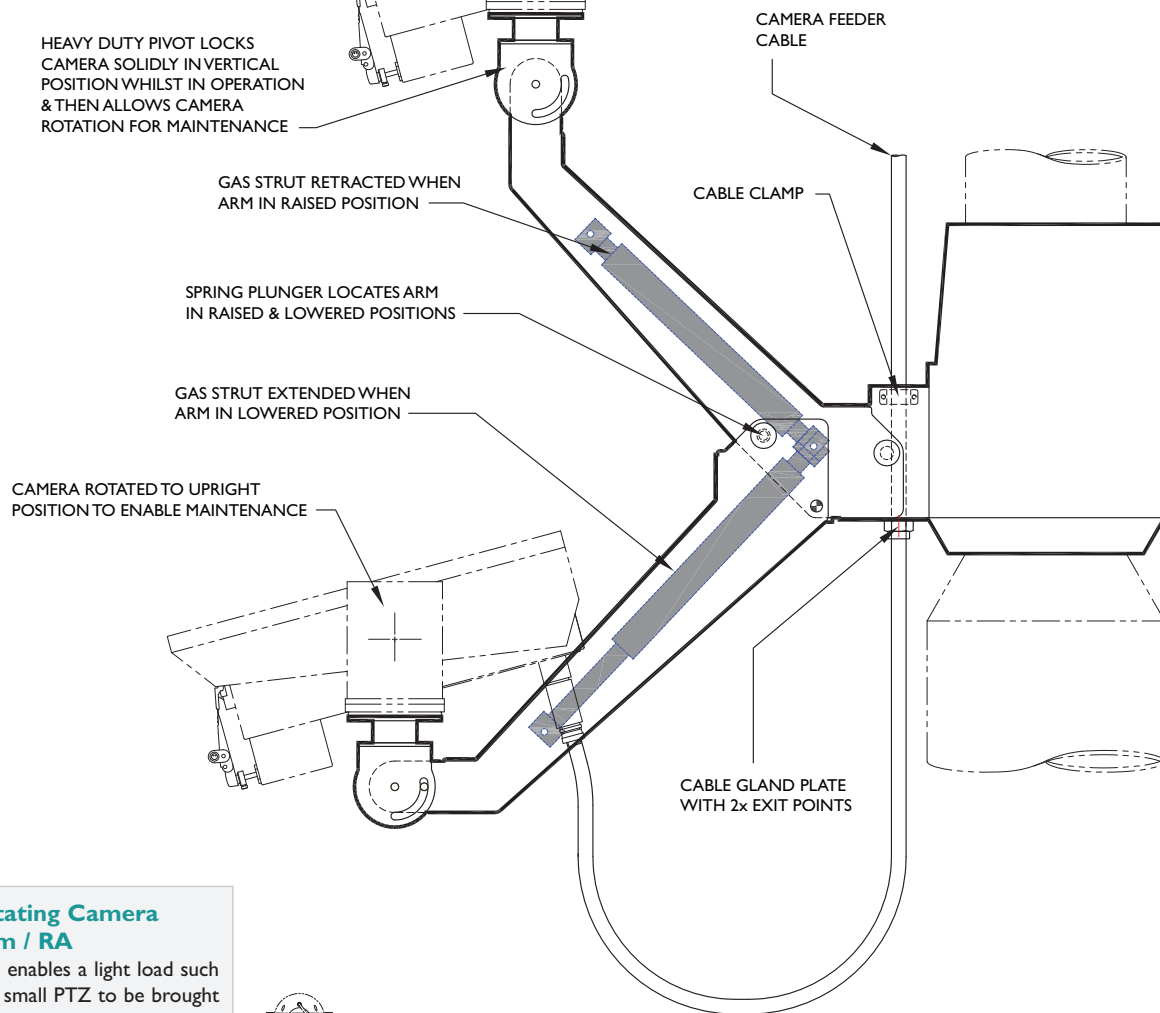 HEAVY DUTY PIVOT LOCKS
CAMERA SOLIDLY IN VERTICAL
POSITION WHILST IN OPERATION
& THEN ALLOWS CAMERA
ROTATION FOR MAINTENANCE
CAMERA FEEDER
CABLE
GAS STRUT RETRACTED WHEN
ARM IN RAISED POSITION
CABLE CLAMP
SPRING PLUNGER LOCATES ARM
IN RAISED & LOWERED POSITIONS
GAS STRUT EXTENDED WHEN
ARM IN LOWERED POSITION
CAMERA ROTATED TO UPRIGHT
POSITION TO ENABLE MAINTENANCE
CABLE GLAND PLATE
WITH 2x EXIT POINTS
tating Camera
m / RA
enables a light load such
small PTZ to be brought